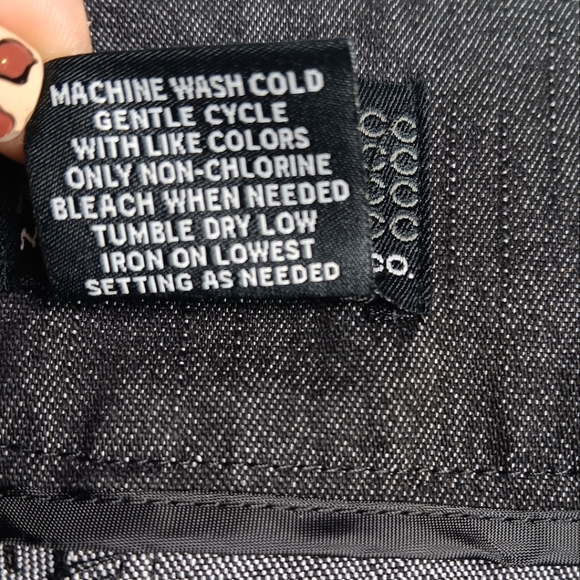 MACHINE WASH COLD
GENTLE CYCLE
WITH LIKE COLORS
ONLY NON-CHLORINE
BLEACH WHEN NEEDED
TUMBLE DRY LOW
IRON ON LOWEST
SETTING AS NEEDED
CO.